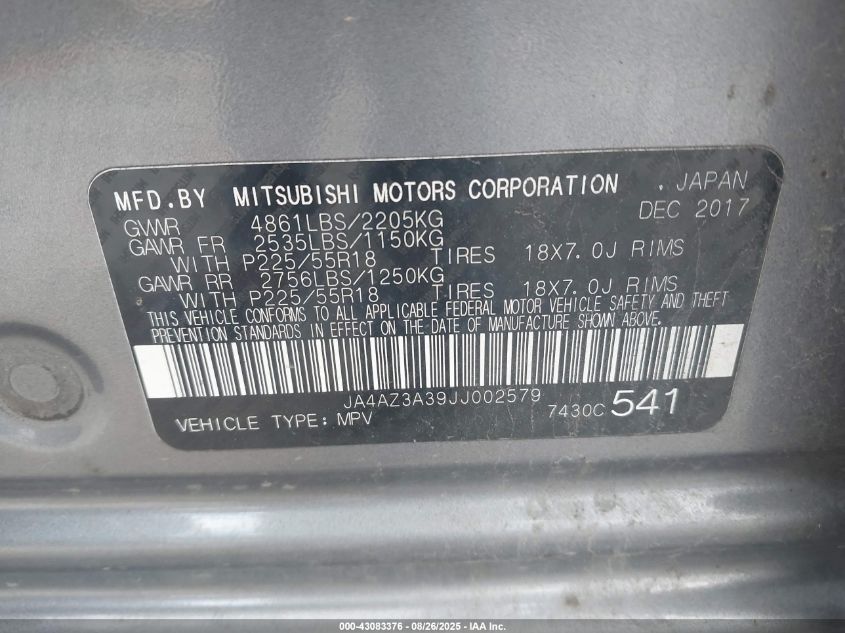 MFD.BY MITSUBISHI MOTORS CORPORATION . JAPAN
GVWR 4861LBS/2205KG DEC 2017
GAWR FR 2535LBS/1150KG
WITH P225/55R18 TIRES 18X7.0J RIMS
GAWR RR 2756LBS/1250KG
WITH P225/55R18 TIRES 18X7.0J RIMS
THIS VEHICLE CONFORMS TO ALL APPLICABLE FEDERAL MOTOR VEHICLE SAFETY AND THEFT
PREVENTION STANDARDS IN EFFECT ON THE DATE OF MANUFACTURE SHOWN ABOVE.
JA4AZ3A39JJ002579
VEHICLE TYPE: MPV 7430C 541
000-43083376 - 08/26/2025 - IAA Inc.